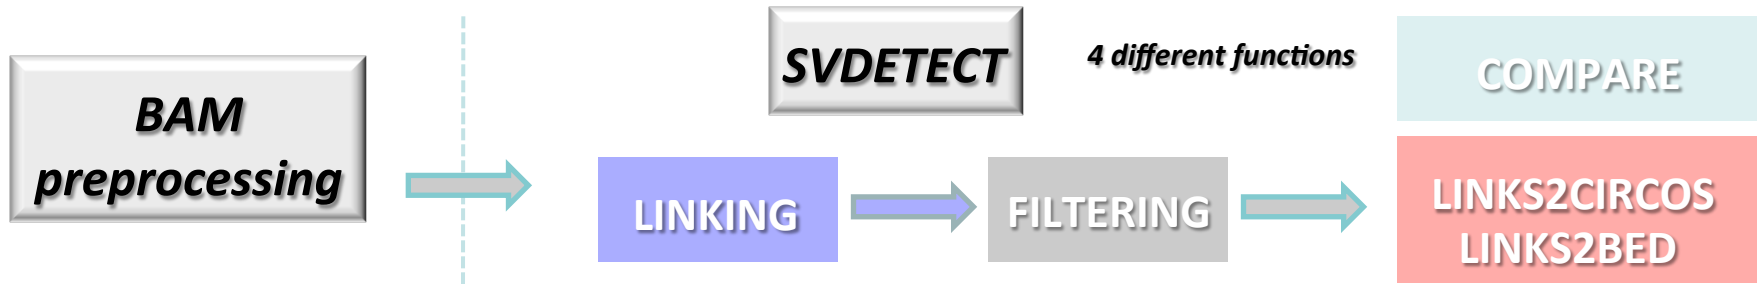 BAM
preprocessing
SVDETECT
4 different functions
LINKING
FILTERING
COMPARE
LINKS2CIRCOS
LINKS2BED